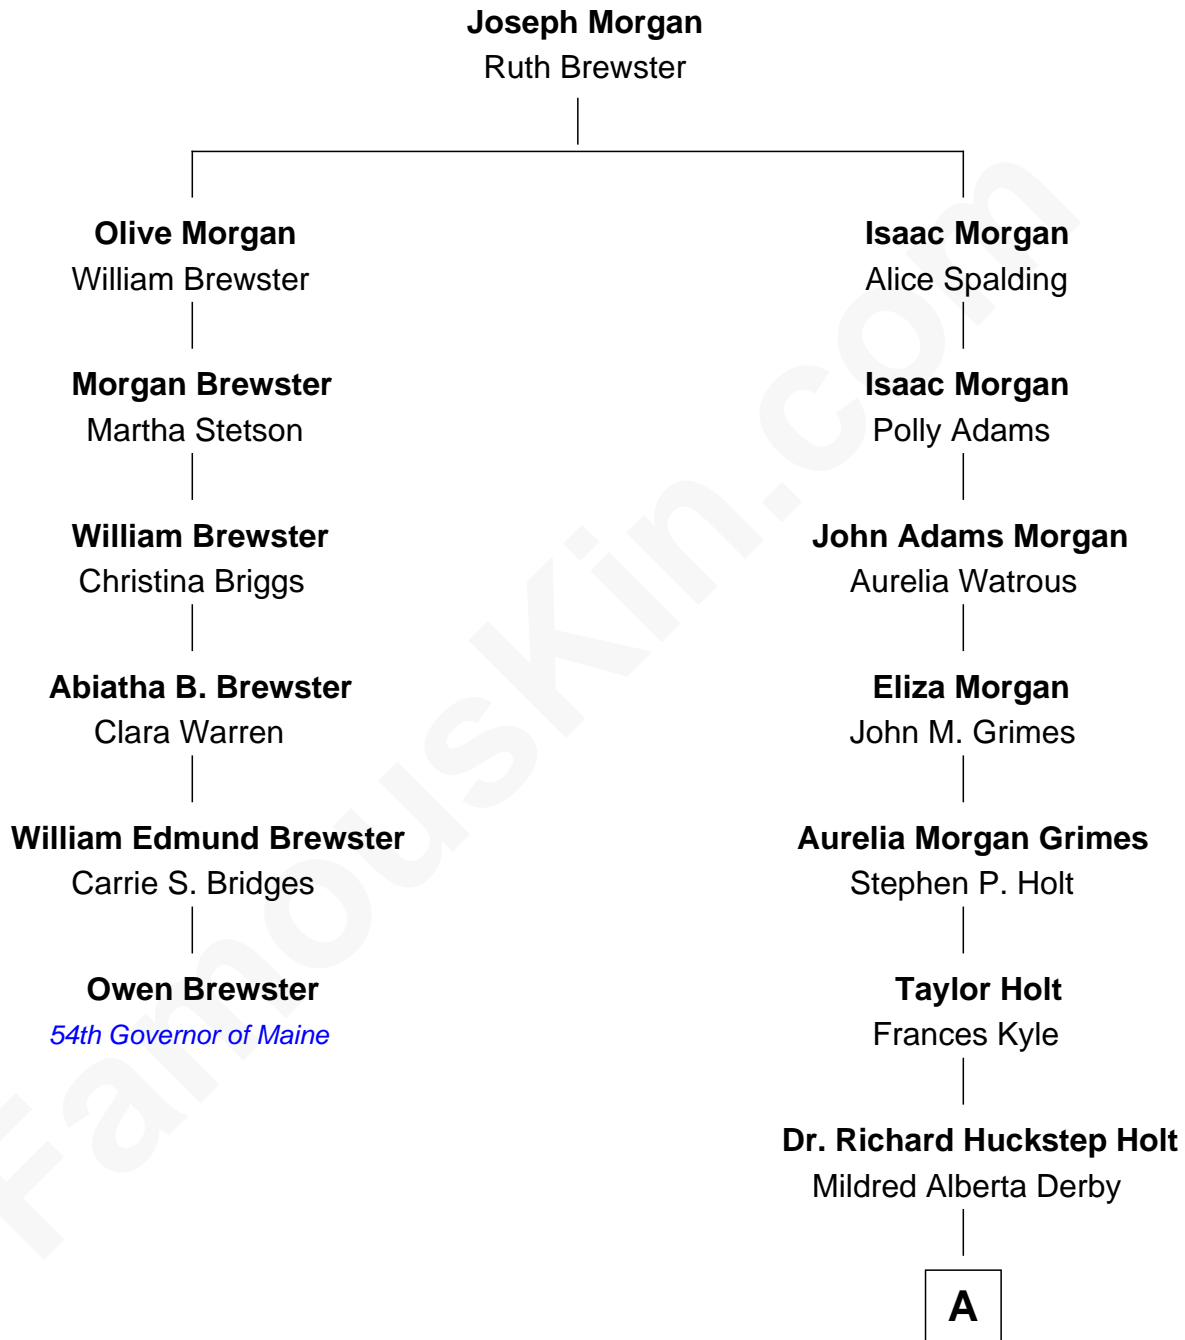 Joseph Morgan
Ruth Brewster
Olive Morgan
William Brewster
Isaac Morgan
Alice Spalding
Morgan Brewster
Martha Stetson
Isaac Morgan
Polly Adams
William Brewster
Christina Briggs
John Adams Morgan
Aurelia Watrous
Abiatha B. Brewster
Clara Warren
Eliza Morgan
John M. Grimes
William Edmund Brewster
Carrie S. Bridges
Aurelia Morgan Grimes
Stephen P. Holt
Owen Brewster
54th Governor of Maine
Taylor Holt
Frances Kyle
Dr. Richard Huckstep Holt
Mildred Alberta Derby
A
FamousKin.com